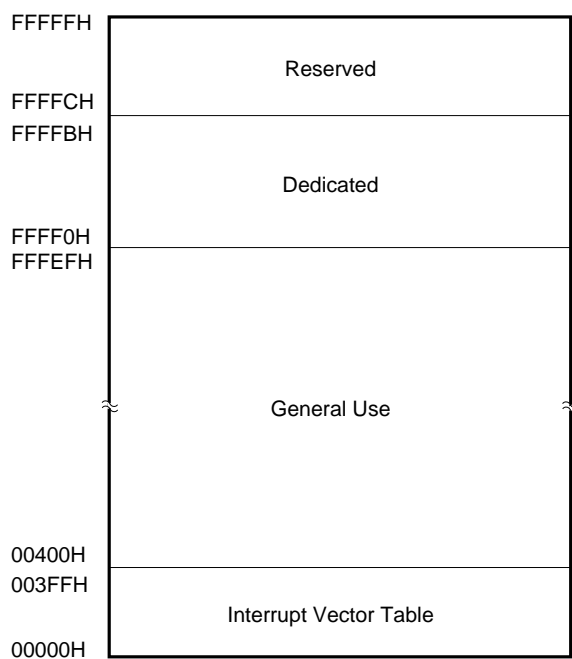 FFFFFH
Reserved
FFFFCH
FFFFBH
Dedicated
FFFF0H
FFFEFH
General Use
00400H
003FFH
Interrupt Vector Table
00000H